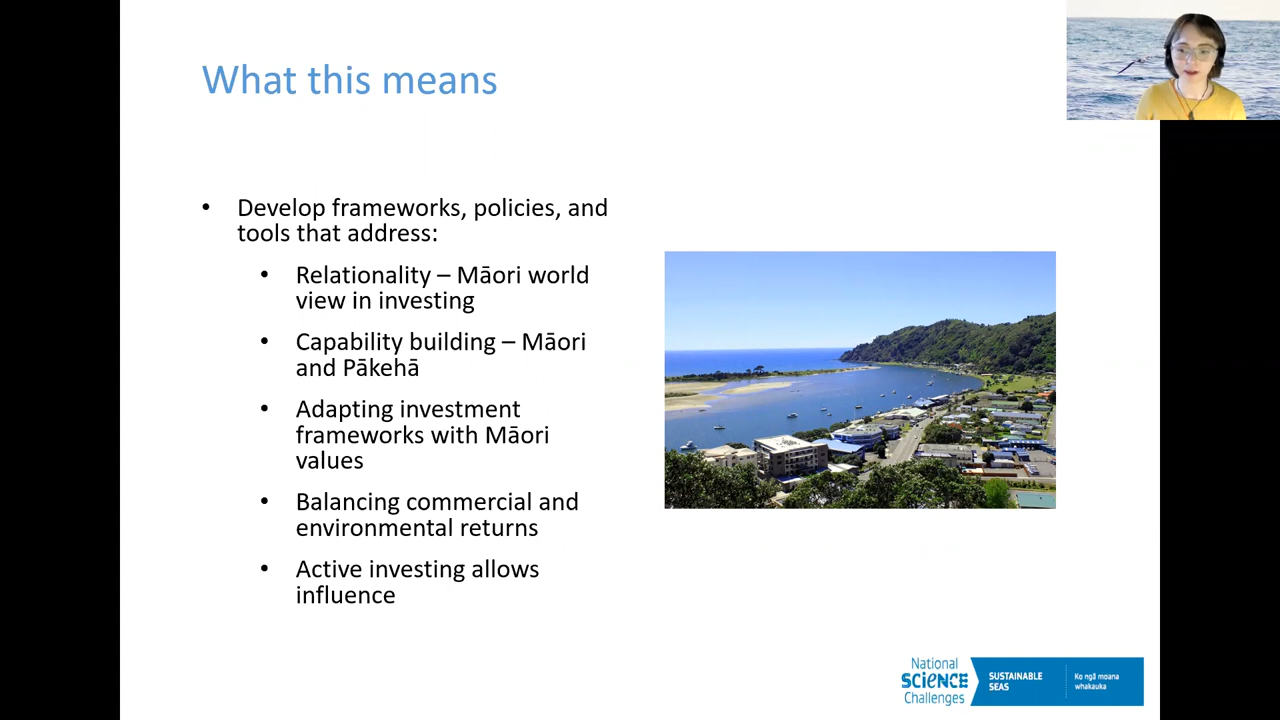 What this means
• Develop frameworks, policies, and
tools that address:
• Relationality – Māori world
view in investing
• Capability building – Māori
and Pākehā
• Adapting investment
frameworks with Māori
values
• Balancing commercial and
environmental returns
• Active investing allows
influence
National
SCIENCE
Challenges
SUSTAINABLE
SEAS
Ko ngā moana
whakauka